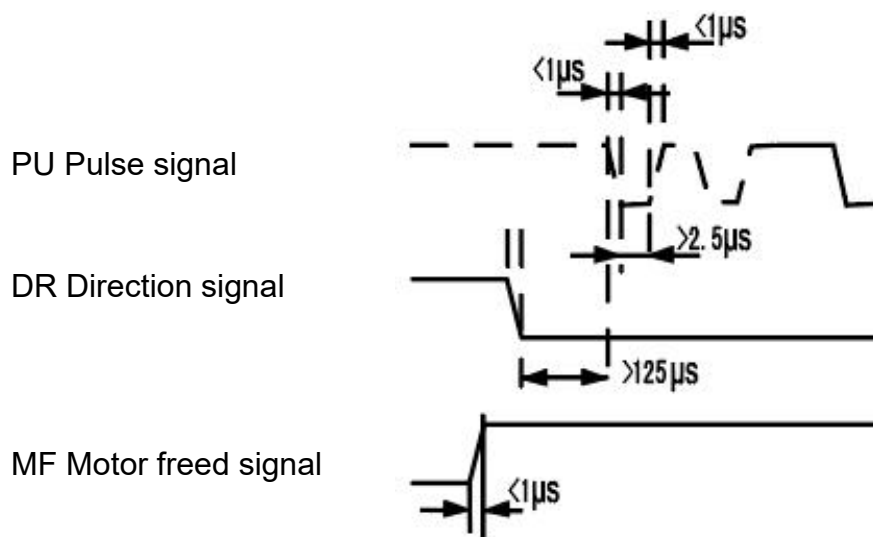 <1μs
<1μs
PU Pulse signal
>2.5μs
DR Direction signal
>125μs
MF Motor freed signal
<1μs